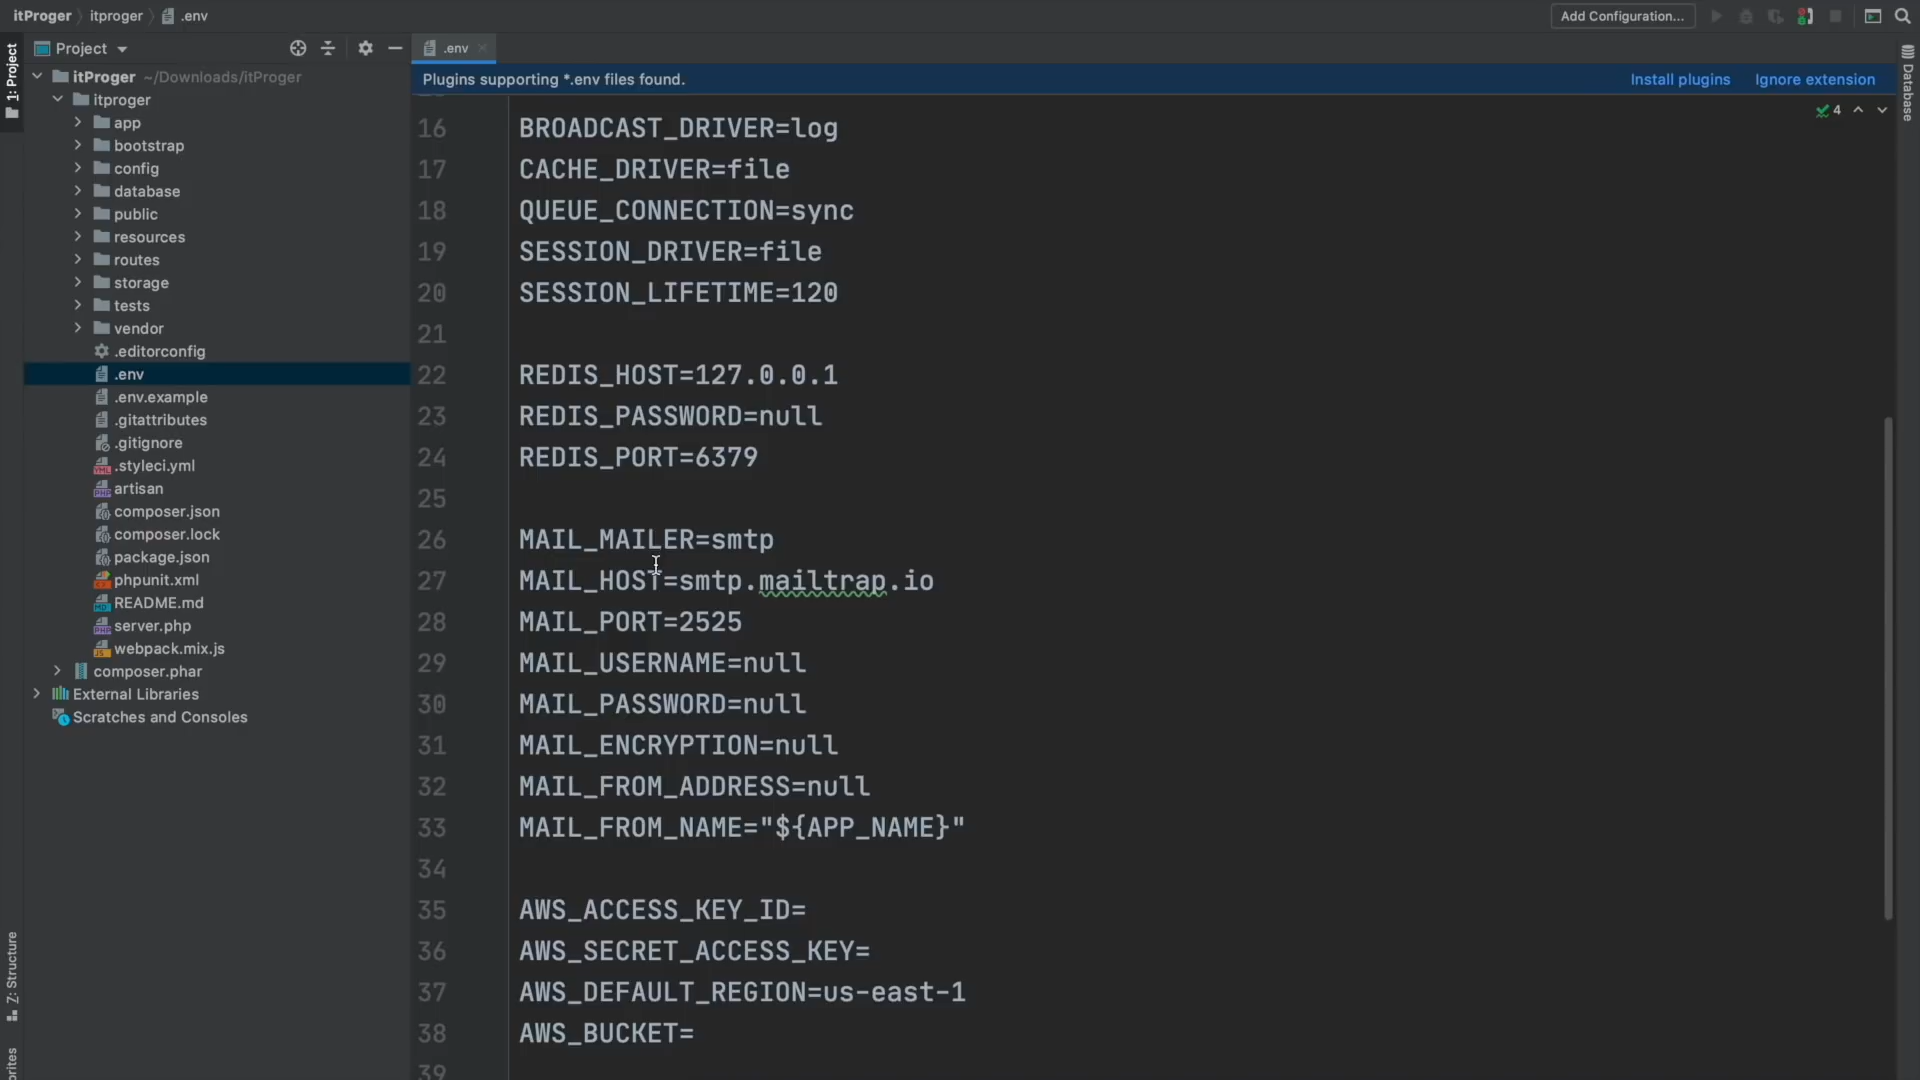 itProger
itproger
.env
Add Configuration...
1: Project
Project
.env
Database
Plugins supporting *.env files found.
Install plugins
Ignore extension
4
itProger ~/Downloads/itProger
itproger
app
bootstrap
config
database
public
resources
routes
storage
tests
vendor
.editorconfig
.env
.env.example
.gitattributes
.gitignore
.styleci.yml
artisan
composer.json
composer.lock
package.json
phpunit.xml
README.md
server.php
webpack.mix.js
composer.phar
External Libraries
Scratches and Consoles
16 BROADCAST_DRIVER=log
17 CACHE_DRIVER=file
18 QUEUE_CONNECTION=sync
19 SESSION_DRIVER=file
20 SESSION_LIFETIME=120
21
22 REDIS_HOST=127.0.0.1
23 REDIS_PASSWORD=null
24 REDIS_PORT=6379
25
26 MAIL_MAILER=smtp
27 MAIL_HOST=smtp.mailtrap.io
28 MAIL_PORT=2525
29 MAIL_USERNAME=null
30 MAIL_PASSWORD=null
31 MAIL_ENCRYPTION=null
32 MAIL_FROM_ADDRESS=null
33 MAIL_FROM_NAME="${APP_NAME}"
34
35 AWS_ACCESS_KEY_ID=
36 AWS_SECRET_ACCESS_KEY=
37 AWS_DEFAULT_REGION=us-east-1
38 AWS_BUCKET=
39
Z: Structure